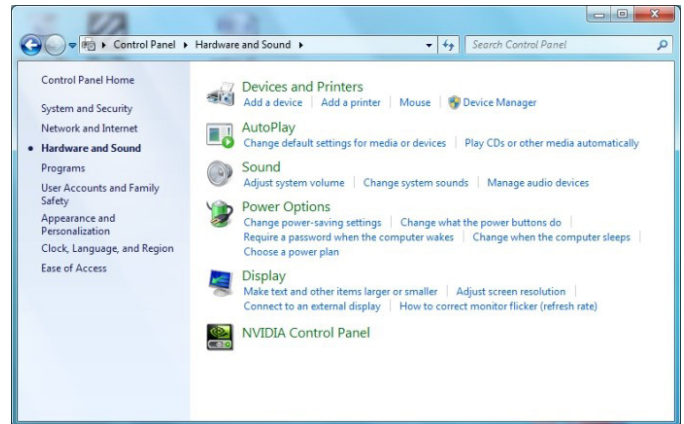 Control Panel Hardware and Sound Search Control Panel
Control Panel Home
System and Security
Network and Internet
Hardware and Sound
Programs
User Accounts and Family
Safety
Appearance and
Personalization
Clock, Language, and Region
Ease of Access
Devices and Printers
Add a device Add a printer Mouse Device Manager
AutoPlay
Change default settings for media or devices Play CDs or other media automatically
Sound
Adjust system volume Change system sounds Manage audio devices
Power Options
Change power-saving settings Change what the power buttons do
Require a password when the computer wakes Change when the computer sleeps
Choose a power plan
Display
Make text and other items larger or smaller Adjust screen resolution
Connect to an external display How to correct monitor flicker (refresh rate)
NVIDIA Control Panel